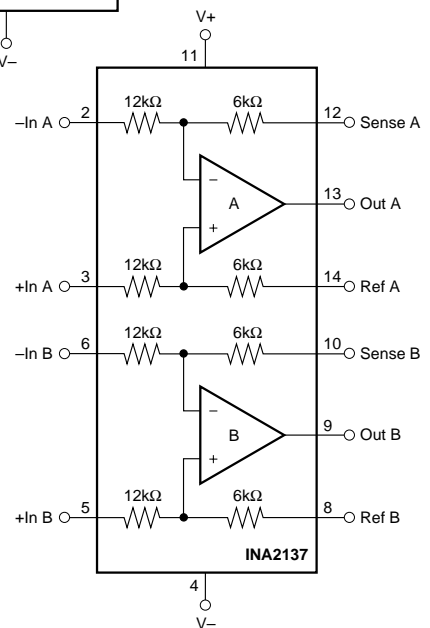 V–
V+
11
12kΩ 6kΩ
–In A 2 12 Sense A
–
A 13 Out A
+
12kΩ 6kΩ
+In A 3 14 Ref A
12kΩ 6kΩ
–In B 6 10 Sense B
–
B 9 Out B
+
12kΩ 6kΩ
+In B 5 8 Ref B
INA2137
4
V–